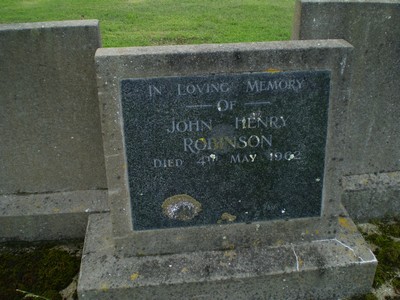 IN LOVING MEMORY
OF
JOHN HENRY
ROBINSON
DIED 4TH MAY 1962